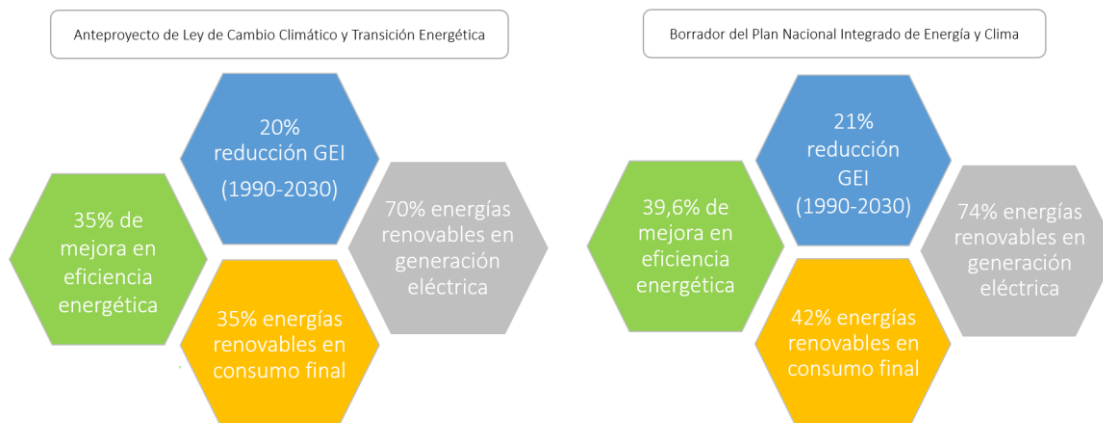 Anteproyecto de Ley de Cambio Climático y Transición Energética
20%
reducción GEI
(1990-2030)
35% de
mejora en
eficiencia
energética
70% energías
renovables en
generación
eléctrica
35% energías
renovables en
consumo final
Borrador del Plan Nacional Integrado de Energía y Clima
21%
reducción
GEI
(1990-2030)
39,6% de
mejora en
eficiencia
energética
74% energías
renovables en
generación
eléctrica
42% energías
renovables en
consumo final